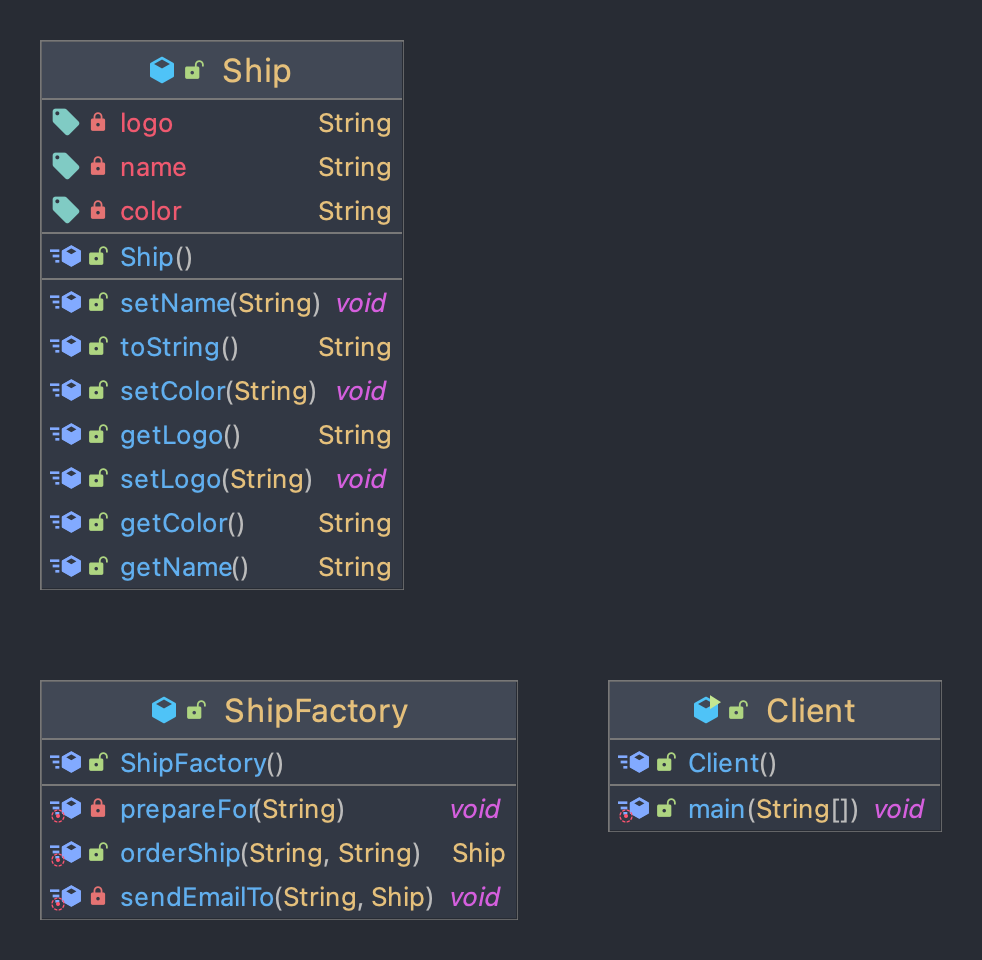 Ship
logo String
name String
color String
Ship()
setName(String) void
toString() String
setColor(String) void
getLogo() String
setLogo(String) void
getColor() String
getName() String
ShipFactory
ShipFactory()
prepareFor(String) void
orderShip(String, String) Ship
sendEmailTo(String, Ship) void
Client
Client()
main(String[]) void